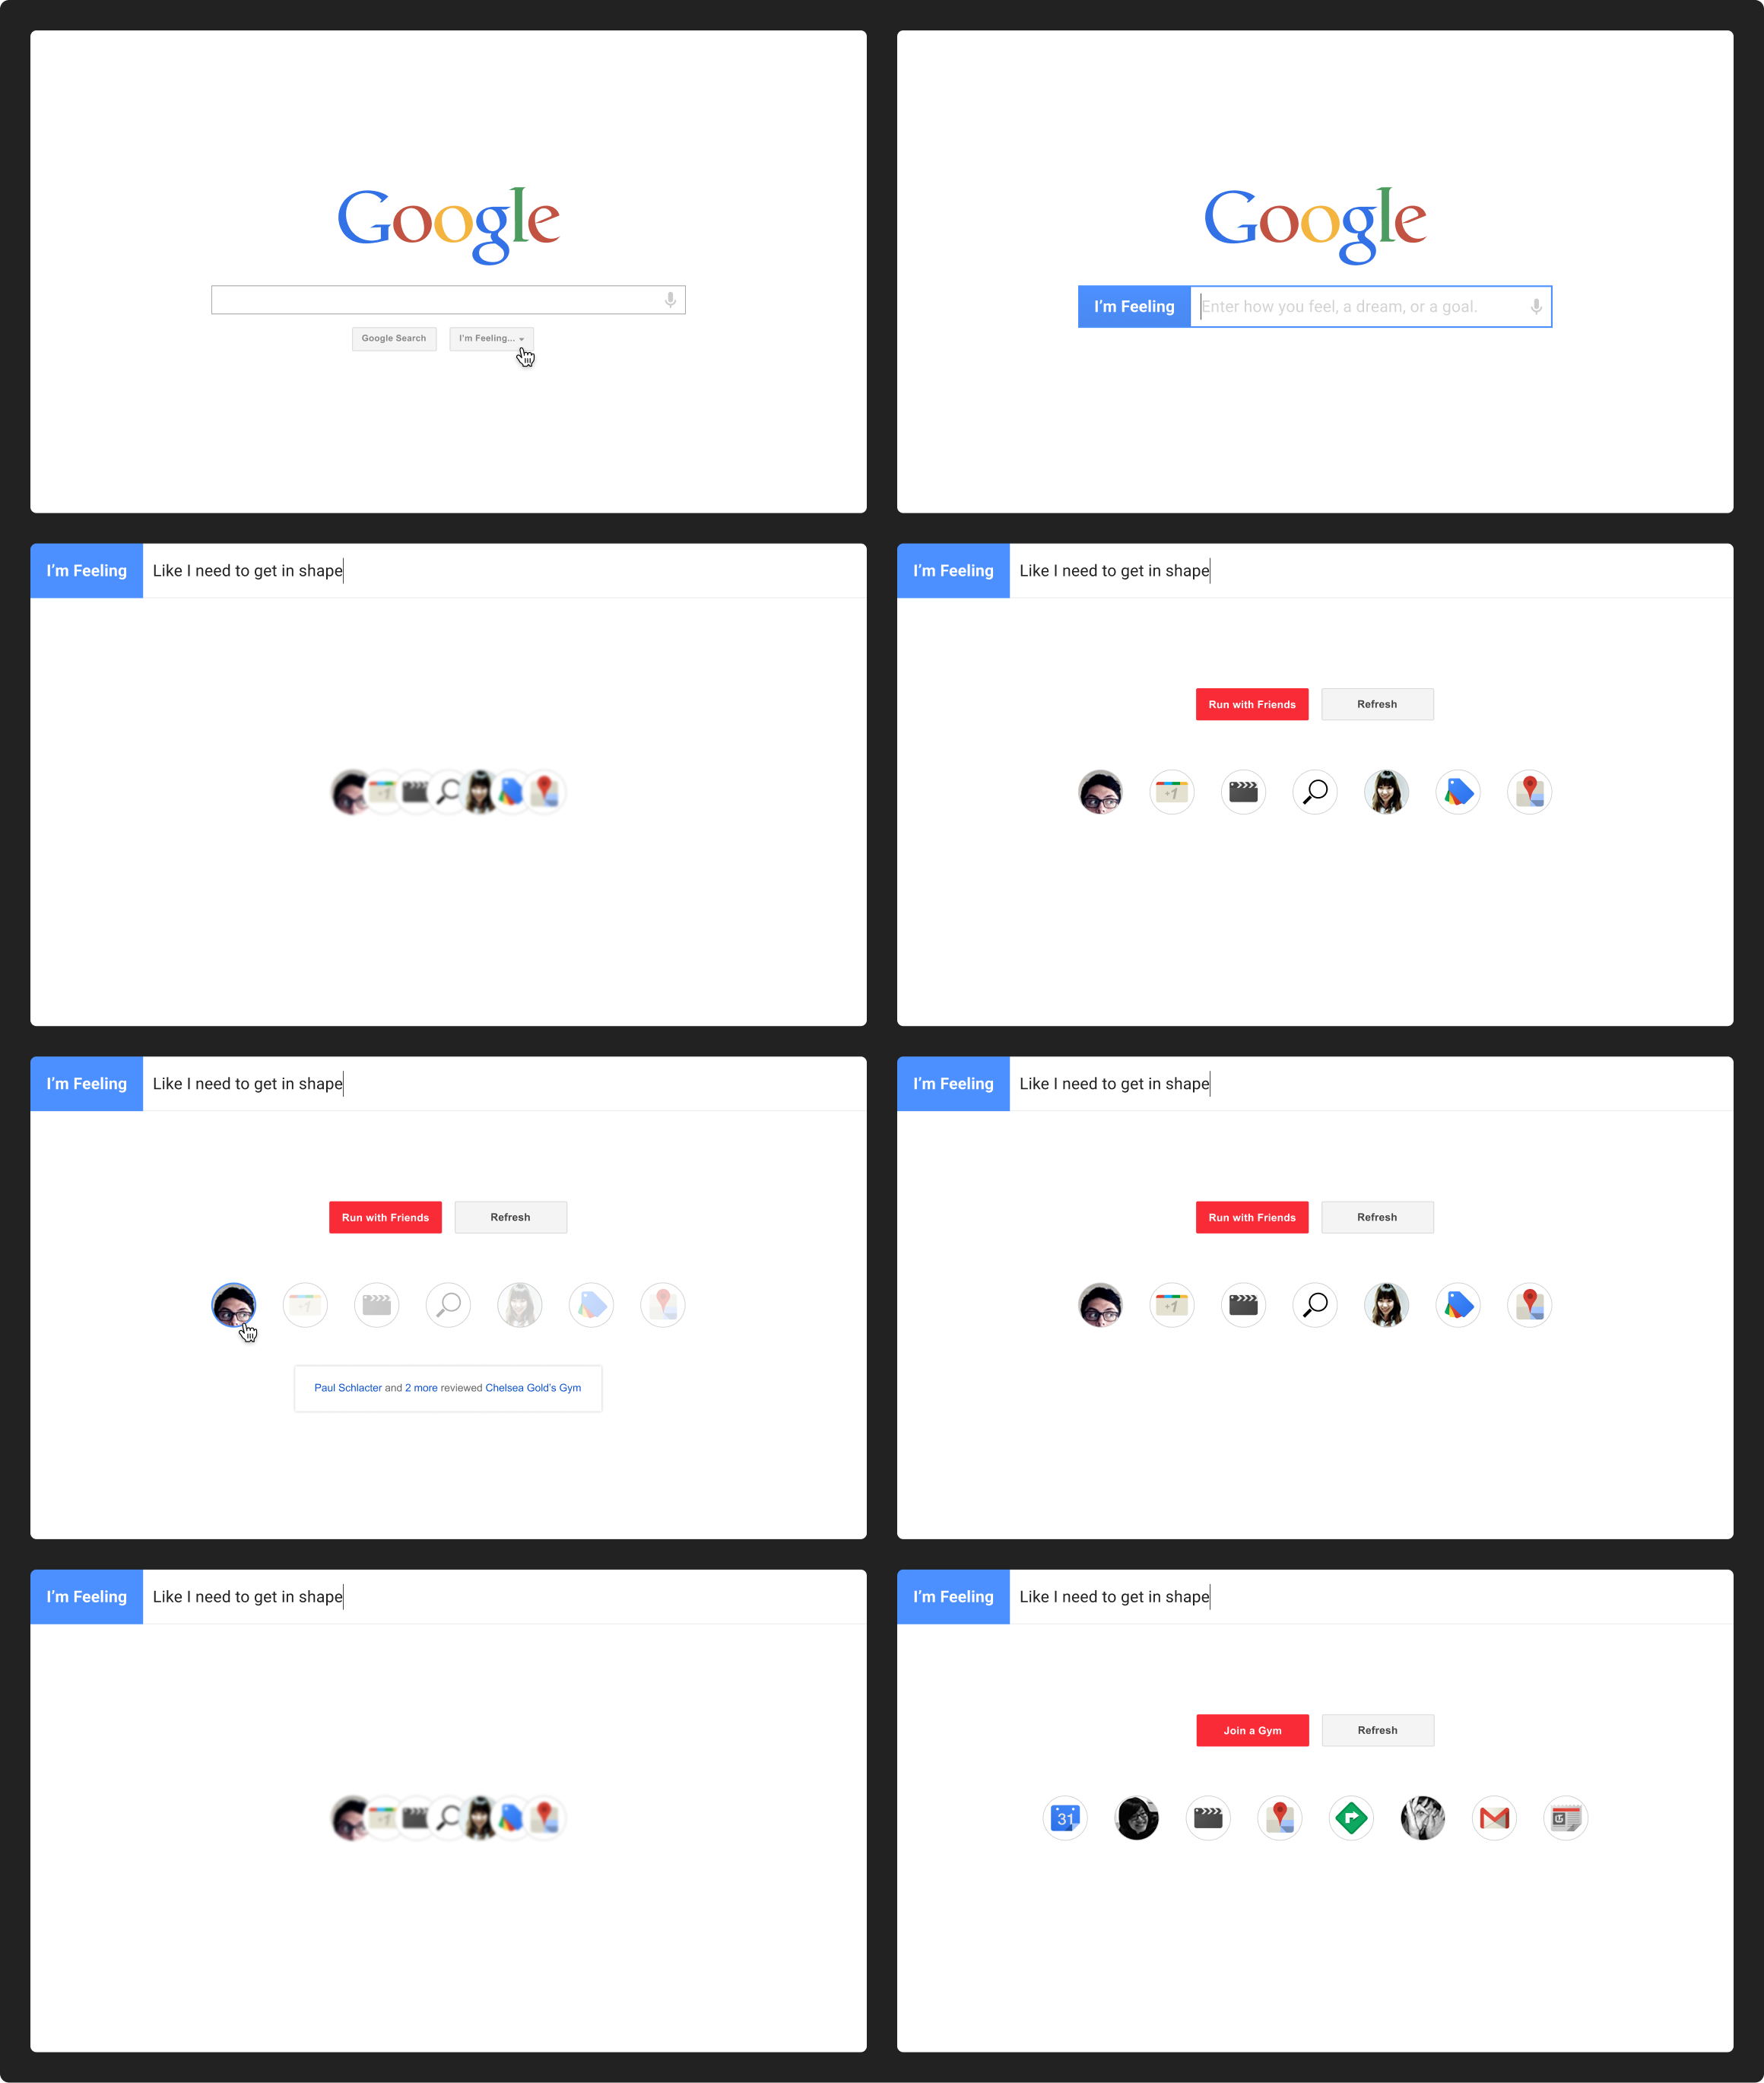 Google
Google Search
I'm Feeling...
Google
I'm Feeling
Enter how you feel, a dream, or a goal.
I'm Feeling
Like I need to get in shape
I'm Feeling
Like I need to get in shape
Run with Friends
Refresh
+1
I'm Feeling
Like I need to get in shape
Run with Friends
Refresh
+1
Paul Schlacter and 2 more reviewed Chelsea Gold's Gym
I'm Feeling
Like I need to get in shape
Run with Friends
Refresh
+1
I'm Feeling
Like I need to get in shape
I'm Feeling
Like I need to get in shape
Join a Gym
Refresh
31